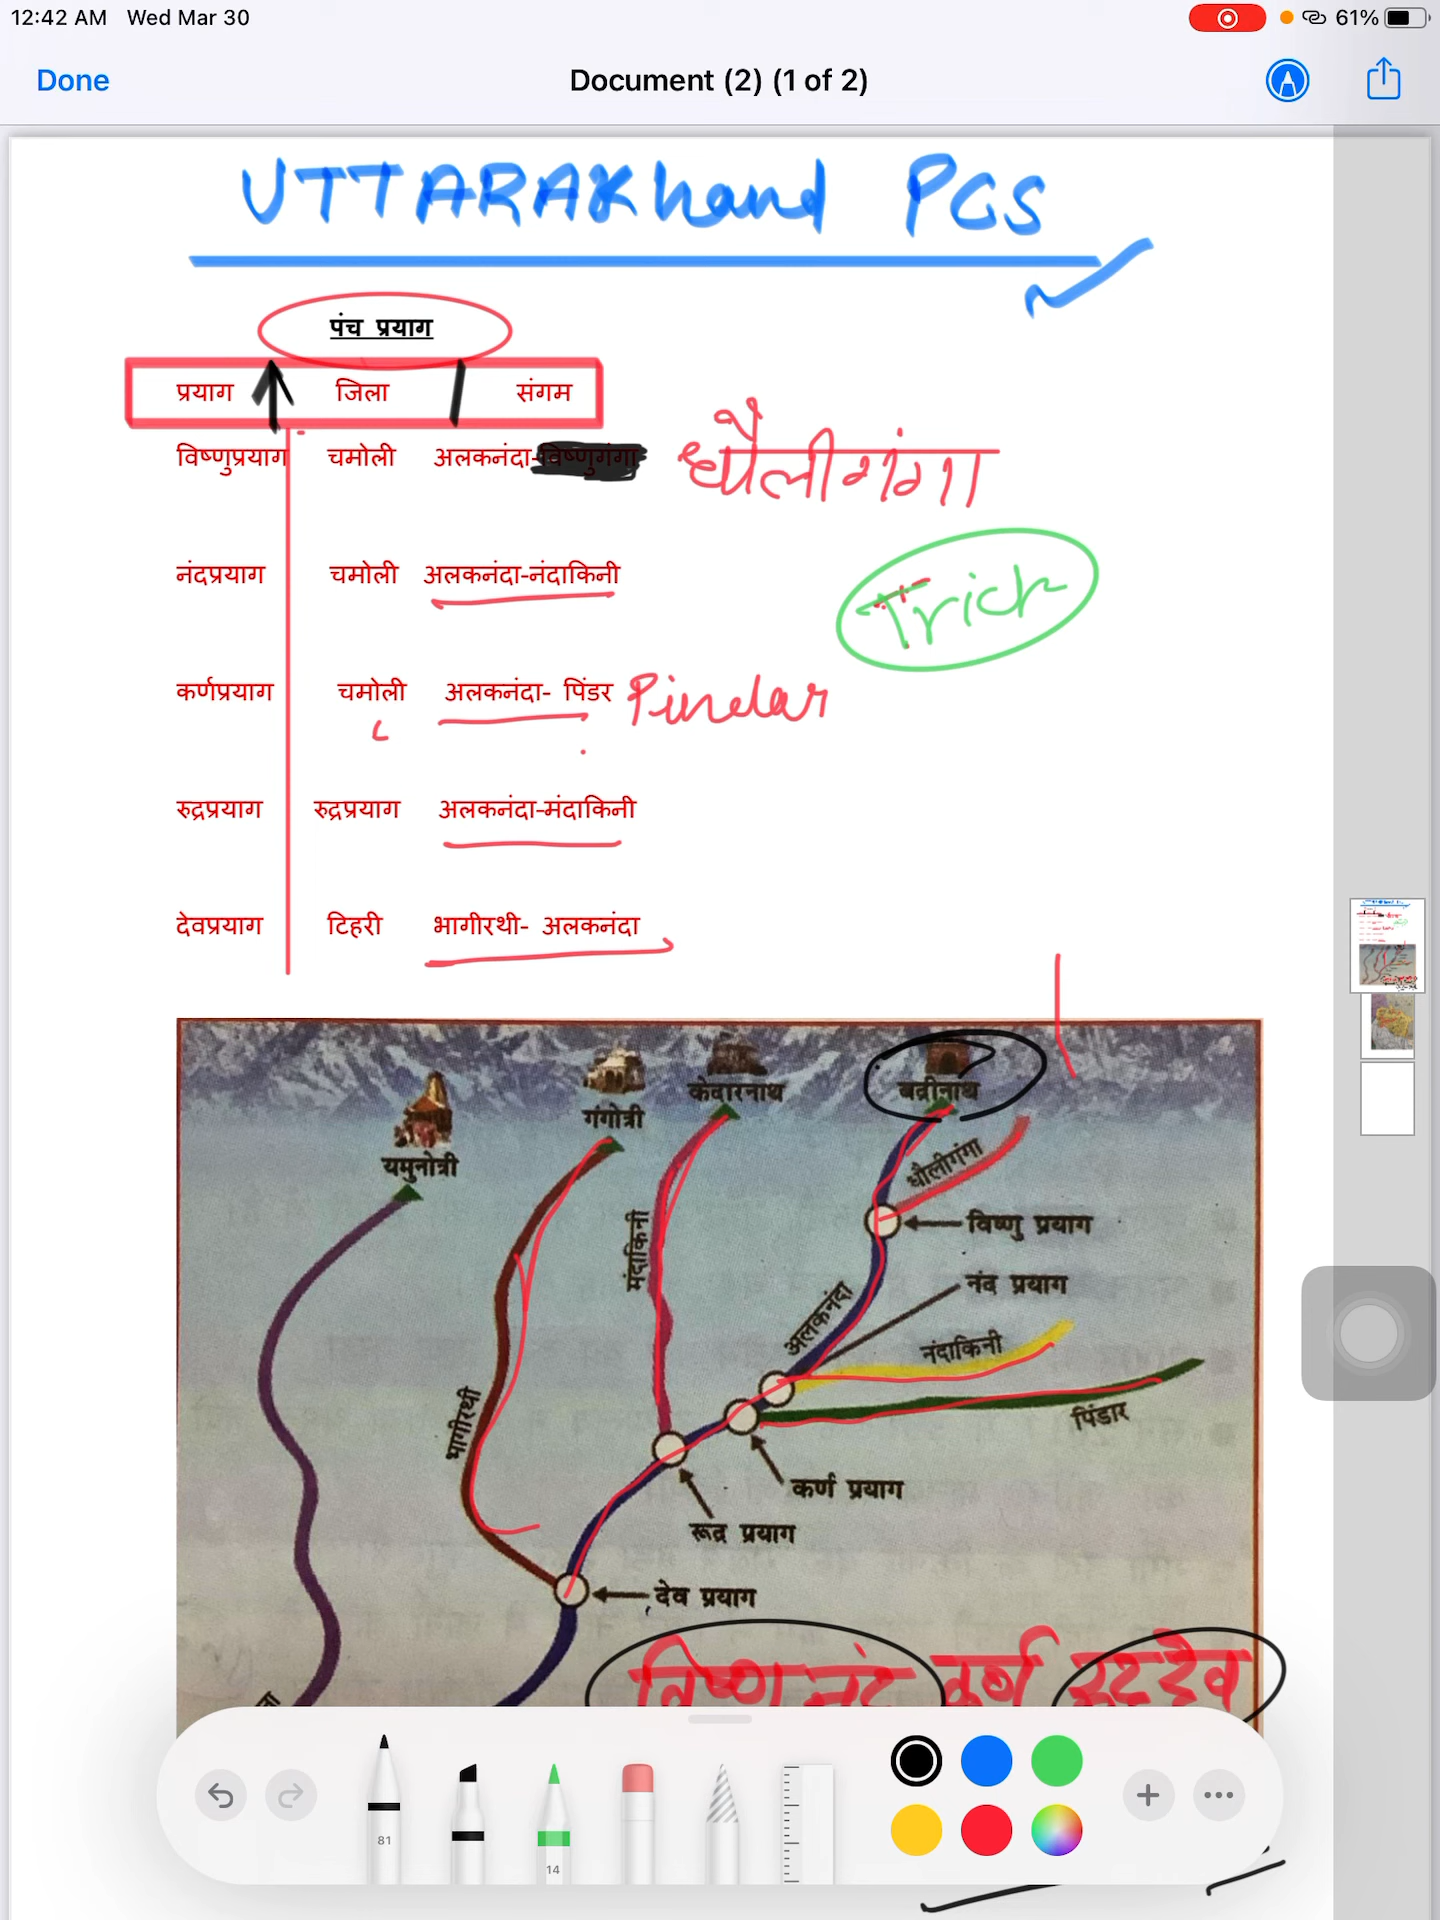 12:42 AM Wed Mar 30 61%
Done Document (2) (1 of 2)
UTTARAKhand PCS
पंच प्रयाग
प्रयाग जिला संगम
विष्णुप्रयाग चमोली अलकनंदा-विष्णुगंगा धौलीगंगा
नंदप्रयाग चमोली अलकनंदा-नंदाकिनी
Trick
कर्णप्रयाग चमोली अलकनंदा- पिंडर Pindar
रुद्रप्रयाग रुद्रप्रयाग अलकनंदा-मंदाकिनी
देवप्रयाग टिहरी भागीरथी- अलकनंदा
यमुनोत्री
गंगोत्री
केदारनाथ
बद्रीनाथ
धौलीगंगा
विष्णु प्रयाग
मंदाकिनी
नंद प्रयाग
अलकनंदा
नंदाकिनी
भागीरथी
पिंडार
कर्ण प्रयाग
रूद्र प्रयाग
देव प्रयाग
विष्णु नंद कर्ण रुद्र देव
81
14